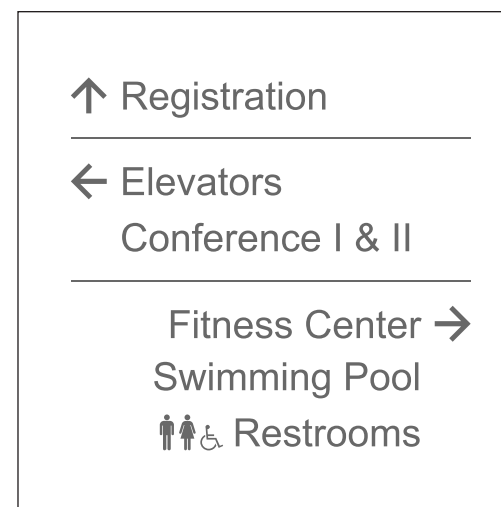 ↑ Registration
← Elevators
Conference I & II
Fitness Center →
Swimming Pool
Restrooms